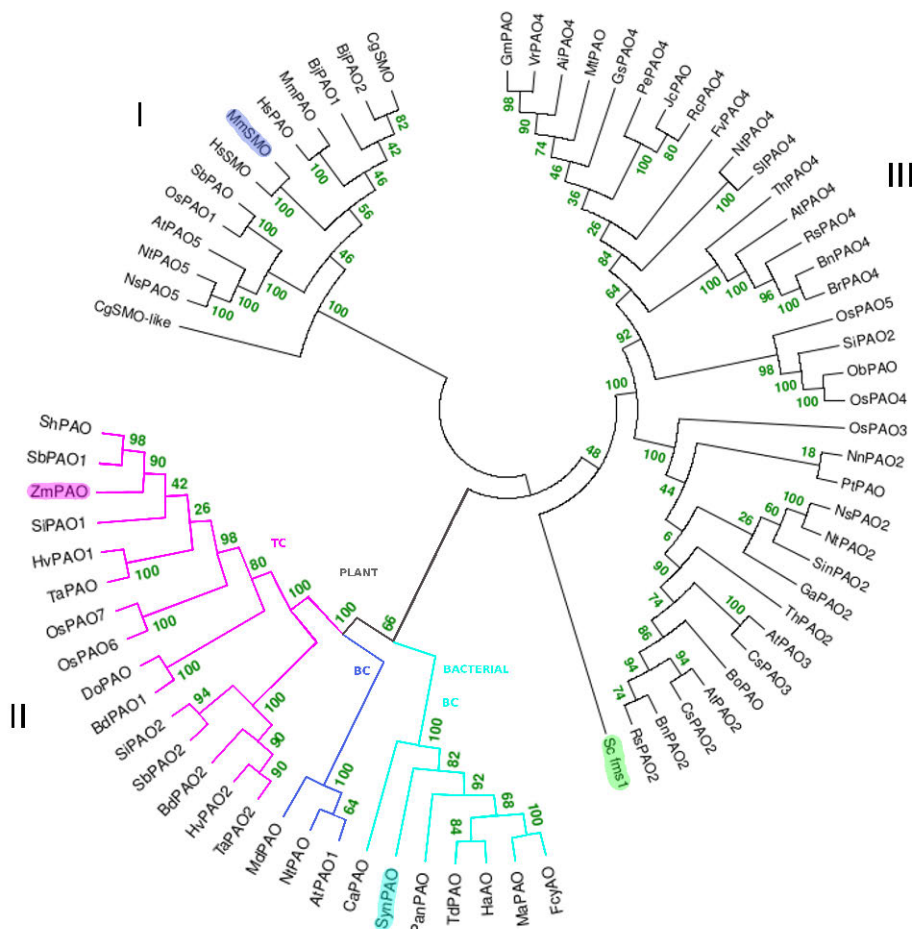 I
CgSMO-like
NsPAO5
NtPAO5
AtPAO5
OsPAO1
SbPAO
HsSMO
MmSMO
HsPAO
MmPAO
BjPAO1
BjPAO2
CgSMO
82
42
46
100
56
100
46
100
100
100
100
100
III
GmPAO
VrPAO4
AiPAO4
MtPAO
GsPAO4
PePAO4
JcPAO
RcPAO4
FvPAO4
NtPAO4
SlPAO4
ThPAO4
AtPAO4
RsPAO4
BnPAO4
BrPAO4
OsPAO5
SiPAO2
ObPAO
OsPAO4
OsPAO3
NnPAO2
PtPAO
NsPAO2
NtPAO2
SinPAO2
GaPAO2
ThPAO2
AtPAO3
CsPAO3
BoPAO
AtPAO2
CsPAO2
BnPAO2
RsPAO2
Sc fms1
98
90
74
46
36
100
80
26
84
100
64
100
100
96
100
92
98
100
100
100
100
48
18
44
100
60
26
6
90
100
74
86
94
94
74
II
ShPAO
SbPAO1
ZmPAO
SiPAO1
HvPAO1
TaPAO
OsPAO7
OsPAO6
DoPAO
BdPAO1
SiPAO2
SbPAO2
BdPAO2
HvPAO2
TaPAO2
MdPAO
NtPAO
AtPAO1
CaPAO
SynPAO
PanPAO
TdPAO
HaAO
MaPAO
FcyAO
98
90
42
26
98
80
100
100
66
100
100
100
94
100
90
90
100
64
100
82
92
68
84
100
TC
PLANT
BC
BACTERIAL
BC